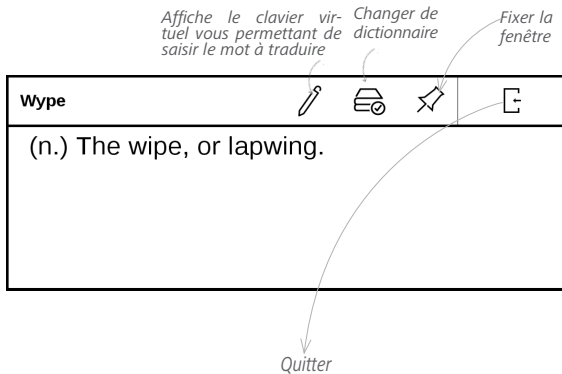 Affiche le clavier vir-
tuel vous permettant de
saisir le mot à traduire
Changer de
dictionnaire
Fixer la
fenêtre
Wype
(n.) The wipe, or lapwing.
Quitter